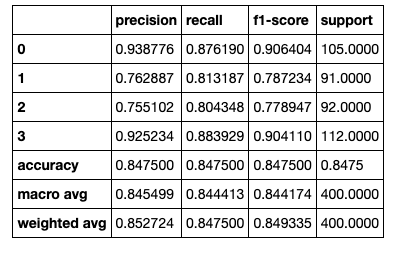 precision recall f1-score support
0 0.938776 0.876190 0.906404 105.0000
1 0.762887 0.813187 0.787234 91.0000
2 0.755102 0.804348 0.778947 92.0000
3 0.925234 0.883929 0.904110 112.0000
accuracy 0.847500 0.847500 0.847500 0.8475
macro avg 0.845499 0.844413 0.844174 400.0000
weighted avg 0.852724 0.847500 0.849335 400.0000